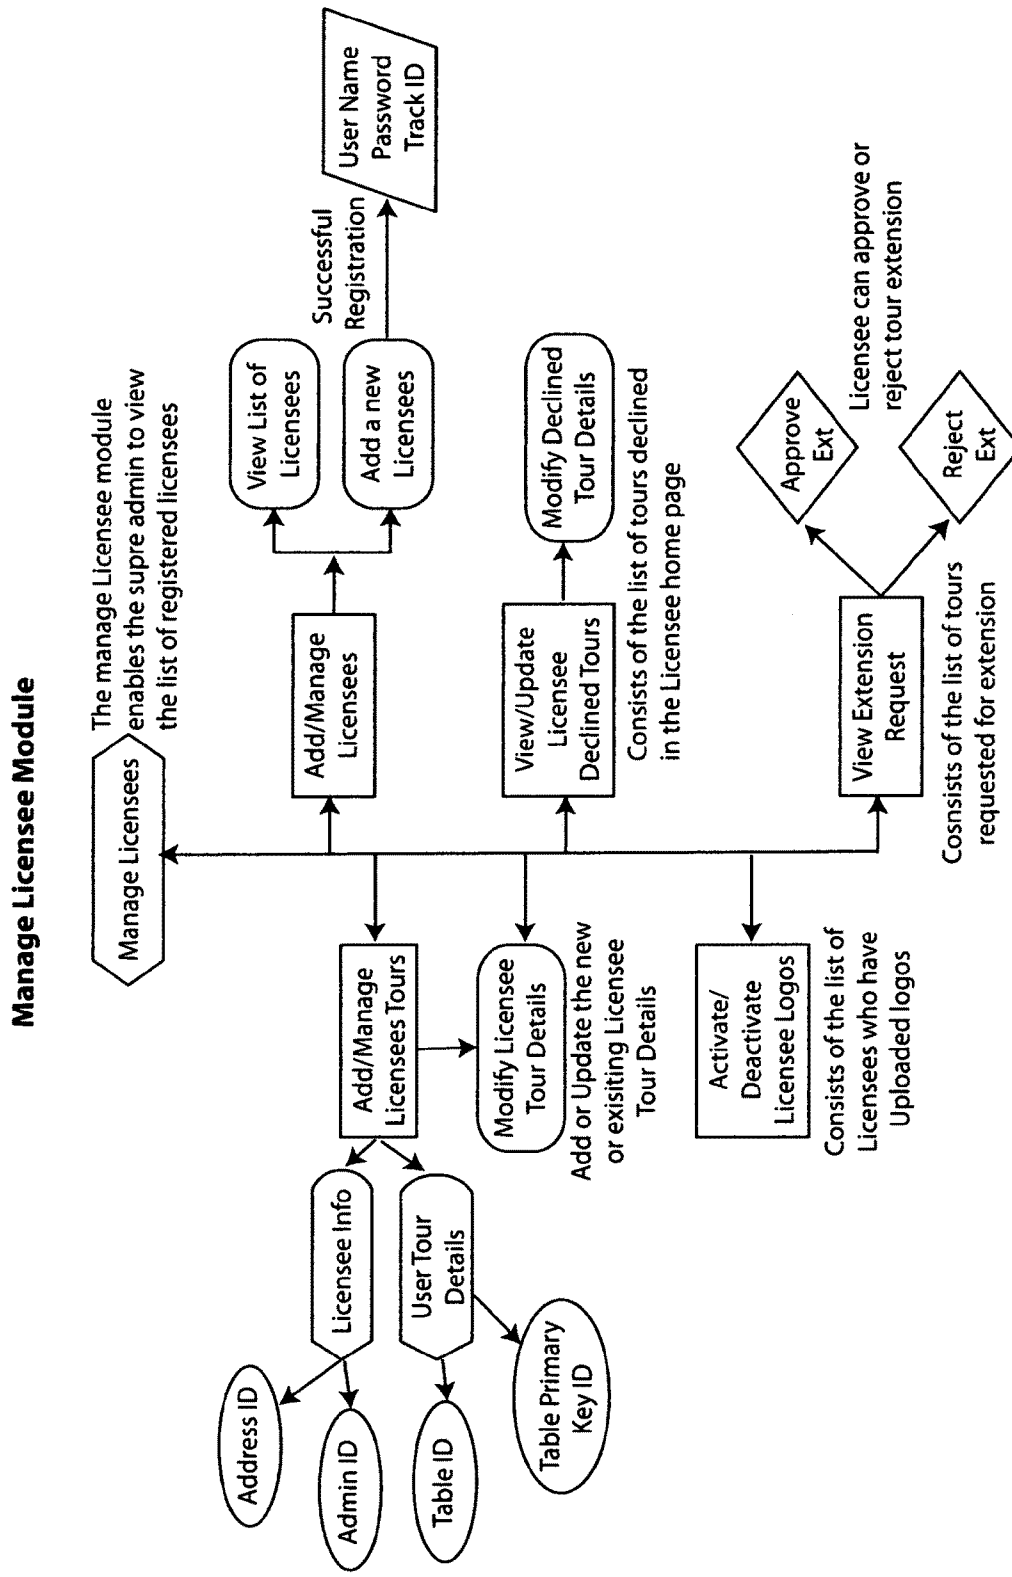 Manage Licensee Module
Manage Licensees
The manage Licensee module
enables the supre admin to view
the list of registered licensees
Add/Manage
Licensees
View List of
Licensees
Add a new
Licensees
Successful
Registration
User Name
Password
Track ID
Add/Manage
Licensees Tours
Licensee Info
User Tour
Details
Address ID
Admin ID
Table ID
Table Primary
Key ID
Modify Licensee
Tour Details
Add or Update the new
or exisiting Licensee
Tour Details
View/Update
Licensee
Declined Tours
Modify Declined
Tour Details
Consists of the list of tours declined
in the Licensee home page
Activate/
Deactivate
Licensee Logos
Consists of the list of
Licensees who have
Uploaded logos
View Extension
Request
Cosnsists of the list of tours
requested for extension
Approve
Ext
Reject
Ext
Licensee can approve or
reject tour extension